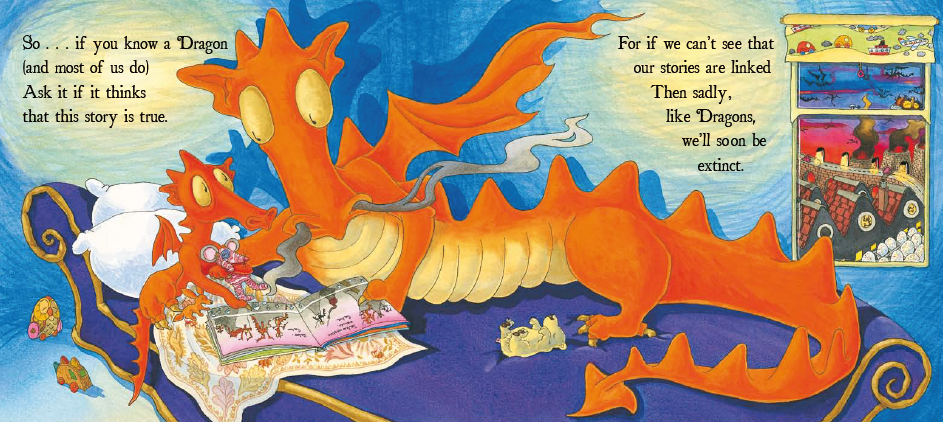 So . . . if you know a Dragon
(and most of us do)
Ask it if it thinks
that this story is true.
For if we can't see that
our stories are linked
Then sadly,
like Dragons,
we'll soon be
extinct.